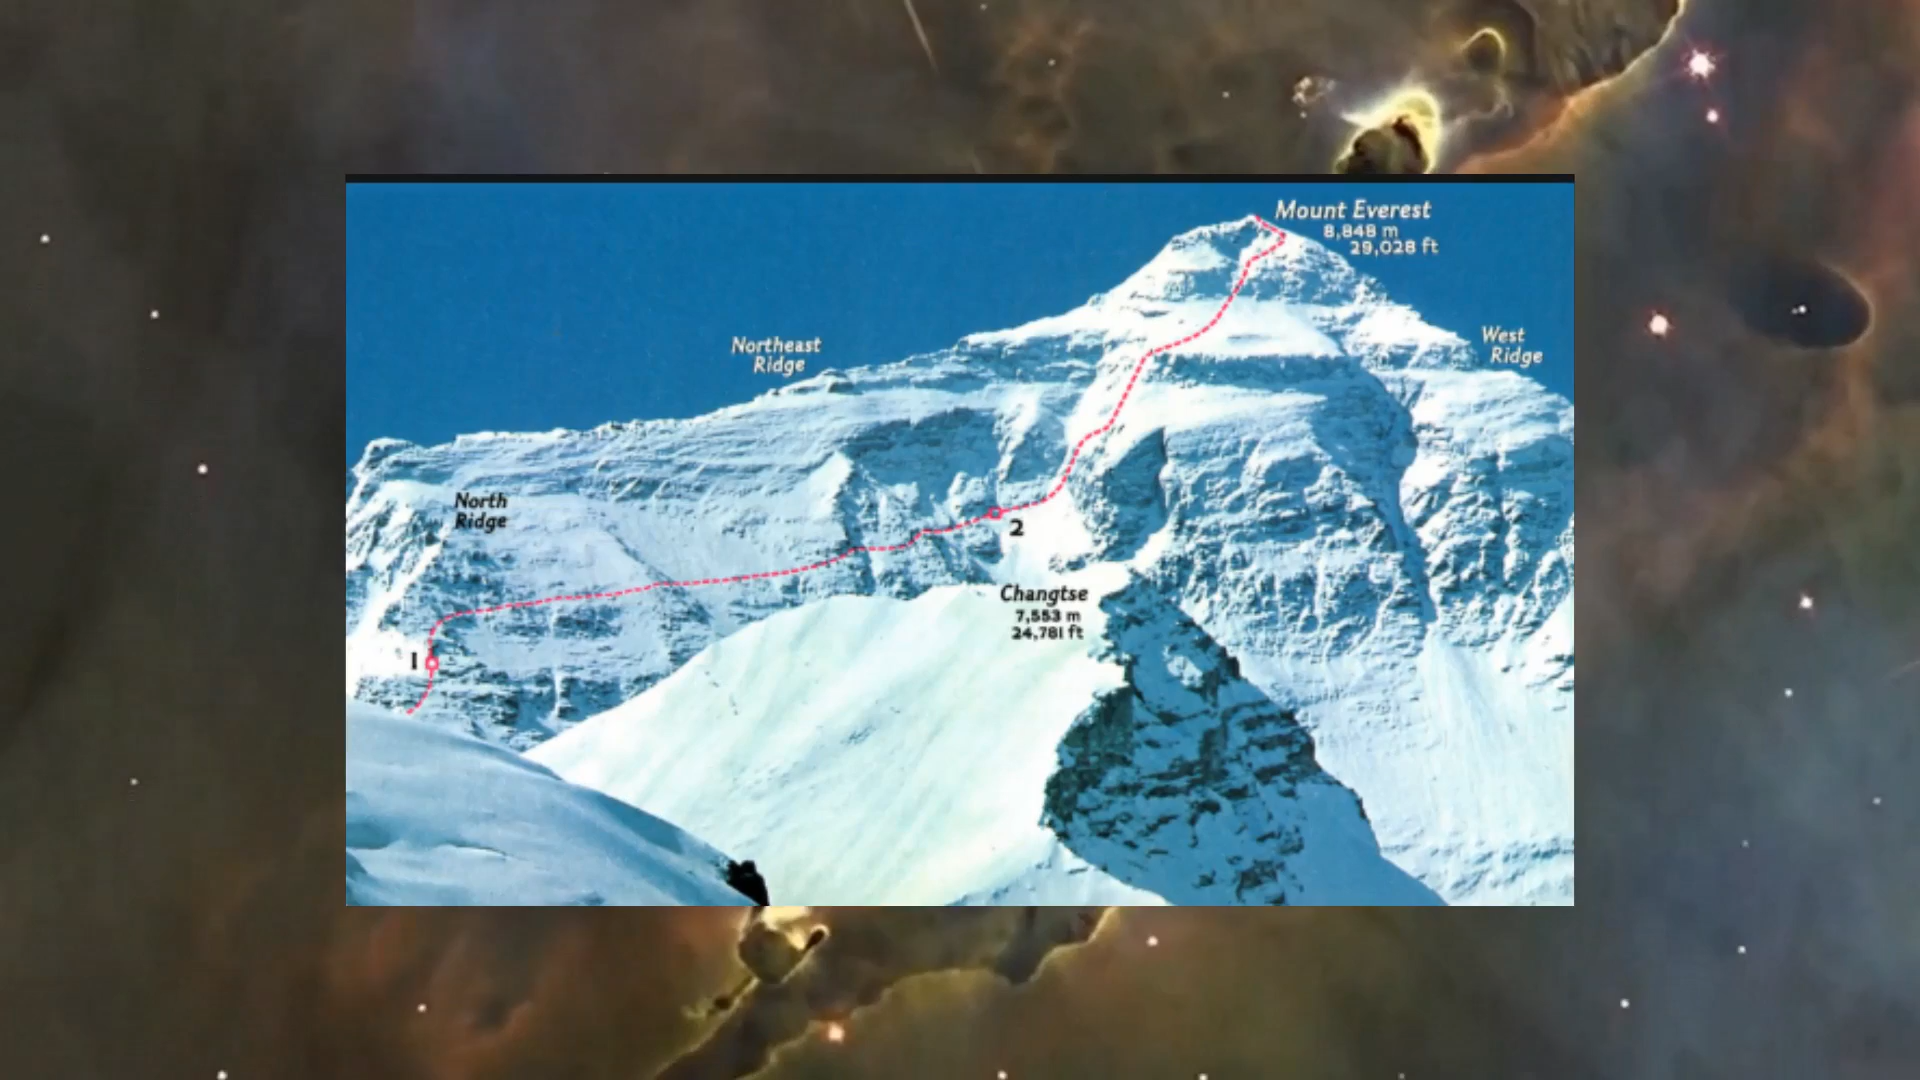 Mount Everest
8,848 m
29,028 ft
Northeast
Ridge
West
Ridge
North
Ridge
2
Changtse
7,553 m
24,781 ft
1